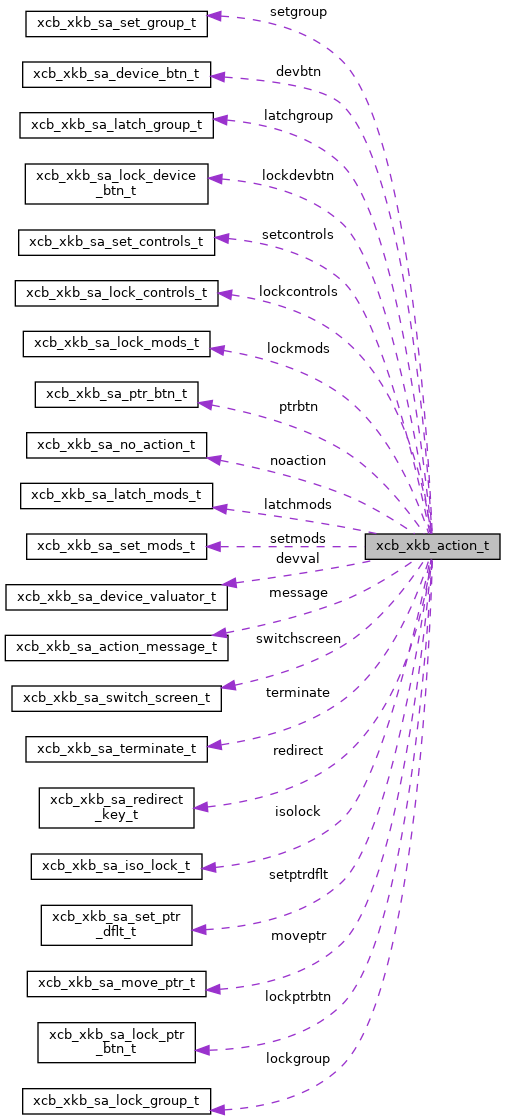 setgroup
xcb_xkb_sa_set_group_t
devbtn
xcb_xkb_sa_device_btn_t
latchgroup
xcb_xkb_sa_latch_group_t
lockdevbtn
xcb_xkb_sa_lock_device
_btn_t
setcontrols
xcb_xkb_sa_set_controls_t
lockcontrols
xcb_xkb_sa_lock_controls_t
lockmods
xcb_xkb_sa_lock_mods_t
xcb_xkb_sa_ptr_btn_t
ptrbtn
xcb_xkb_sa_no_action_t
noaction
xcb_xkb_sa_latch_mods_t
latchmods
setmods
xcb_xkb_sa_set_mods_t
xcb_xkb_action_t
devval
xcb_xkb_sa_device_valuator_t
message
xcb_xkb_sa_action_message_t
switchscreen
xcb_xkb_sa_switch_screen_t
terminate
xcb_xkb_sa_terminate_t
redirect
xcb_xkb_sa_redirect
_key_t
isolock
xcb_xkb_sa_iso_lock_t
setptrdflt
xcb_xkb_sa_set_ptr
_dflt_t
moveptr
xcb_xkb_sa_move_ptr_t
lockptrbtn
xcb_xkb_sa_lock_ptr
_btn_t
lockgroup
xcb_xkb_sa_lock_group_t